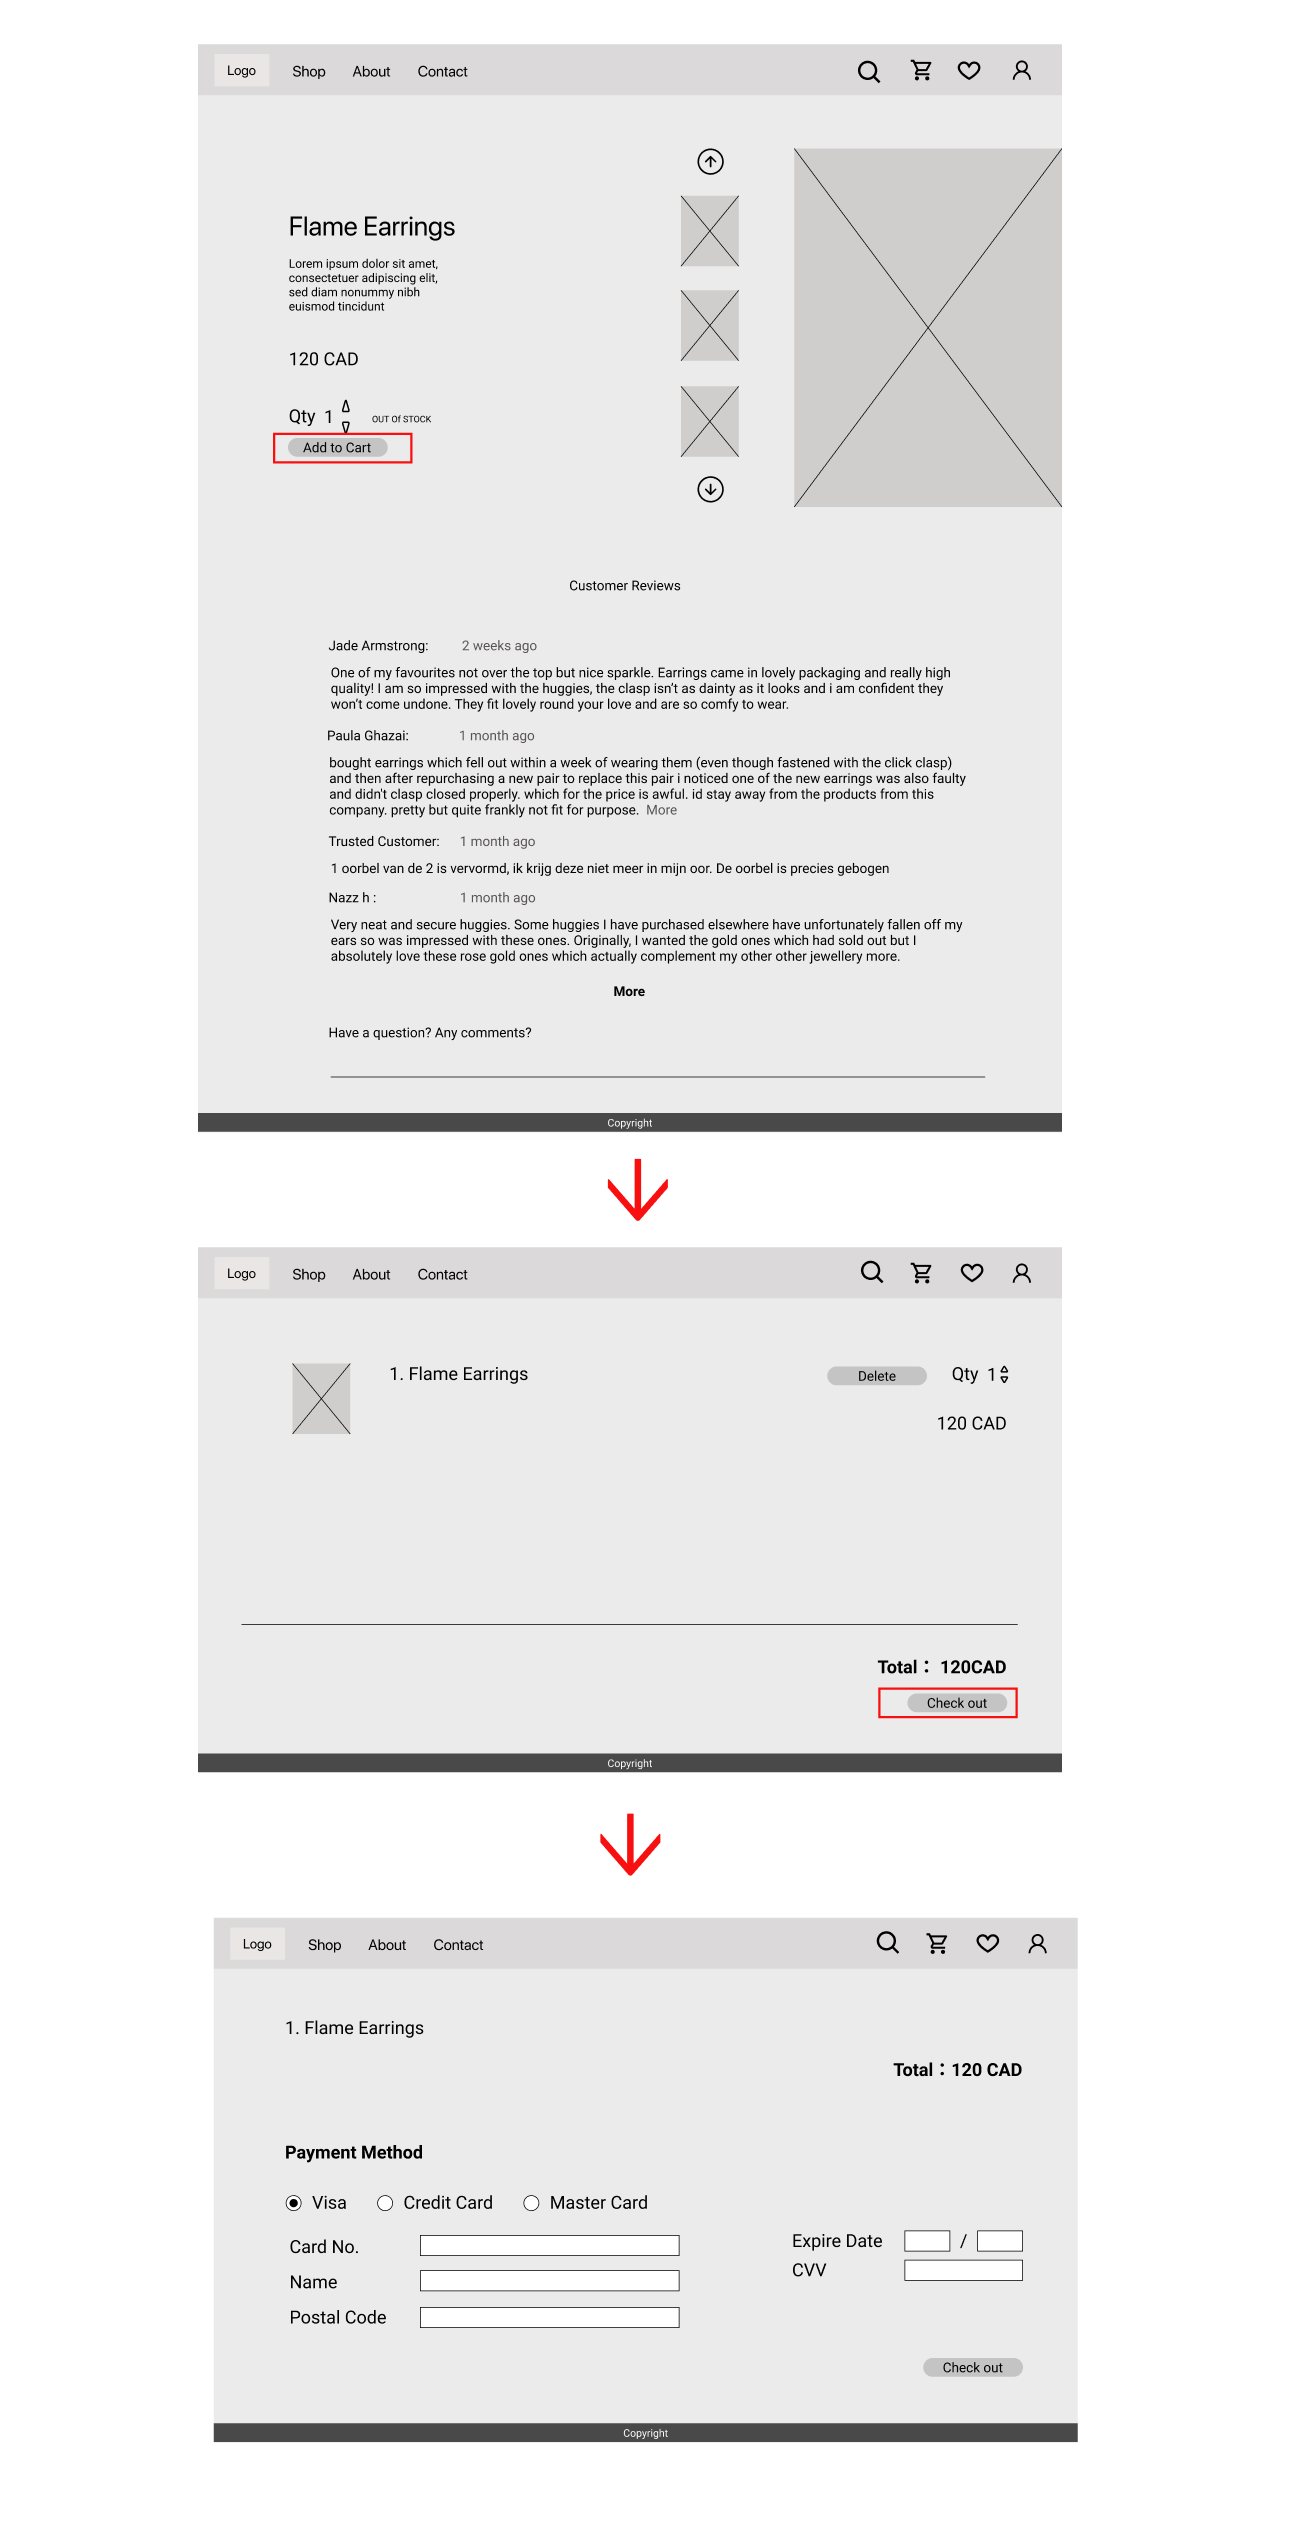 Logo Shop About Contact
Flame Earrings
Lorem ipsum dolor sit amet,
consectetuer adipiscing elit,
sed diam nonummy nibh
euismod tincidunt
120 CAD
Qty 1 OUT Of STOCK
Add to Cart
Customer Reviews
Jade Armstrong: 2 weeks ago
One of my favourites not over the top but nice sparkle. Earrings came in lovely packaging and really high
quality! I am so impressed with the huggies, the clasp isn’t as dainty as it looks and i am confident they
won’t come undone. They fit lovely round your love and are so comfy to wear.
Paula Ghazai: 1 month ago
bought earrings which fell out within a week of wearing them (even though fastened with the click clasp)
and then after repurchasing a new pair to replace this pair i noticed one of the new earrings was also faulty
and didn't clasp closed properly. which for the price is awful. id stay away from the products from this
company. pretty but quite frankly not fit for purpose. More
Trusted Customer: 1 month ago
1 oorbel van de 2 is vervormd, ik krijg deze niet meer in mijn oor. De oorbel is precies gebogen
Nazz h : 1 month ago
Very neat and secure huggies. Some huggies I have purchased elsewhere have unfortunately fallen off my
ears so was impressed with these ones. Originally, I wanted the gold ones which had sold out but I
absolutely love these rose gold ones which actually complement my other other jewellery more.
More
Have a question? Any comments?
Copyright
Logo Shop About Contact
1. Flame Earrings Delete Qty 1
120 CAD
Total： 120CAD
Check out
Copyright
Logo Shop About Contact
1. Flame Earrings
Total：120 CAD
Payment Method
Visa Credit Card Master Card
Card No. Expire Date /
Name CVV
Postal Code
Check out
Copyright